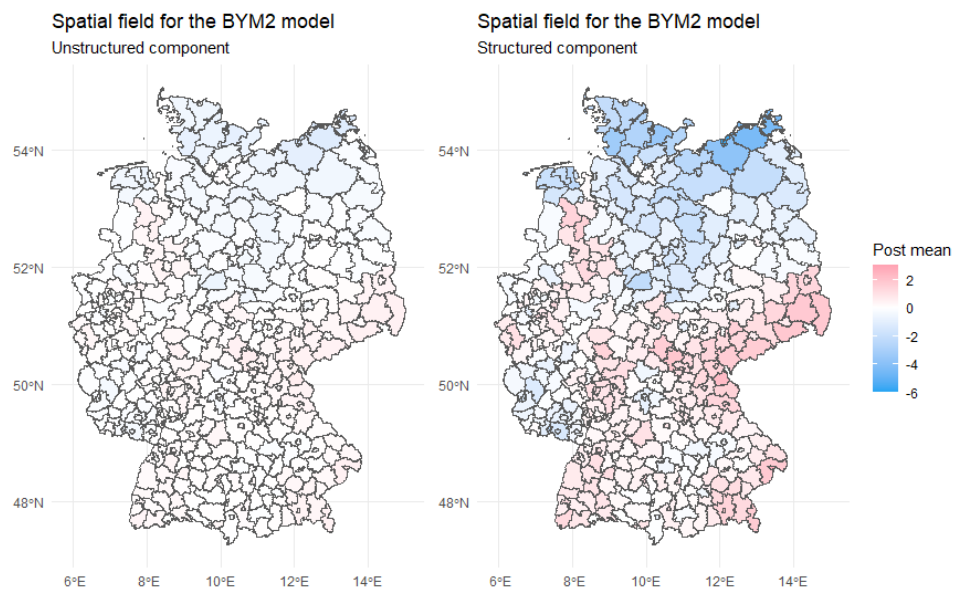 Spatial field for the BYM2 model
Unstructured component
54°N
52°N
50°N
48°N
6°E 8°E 10°E 12°E 14°E
Spatial field for the BYM2 model
Structured component
54°N
52°N
50°N
48°N
6°E 8°E 10°E 12°E 14°E
Post mean
2
0
-2
-4
-6